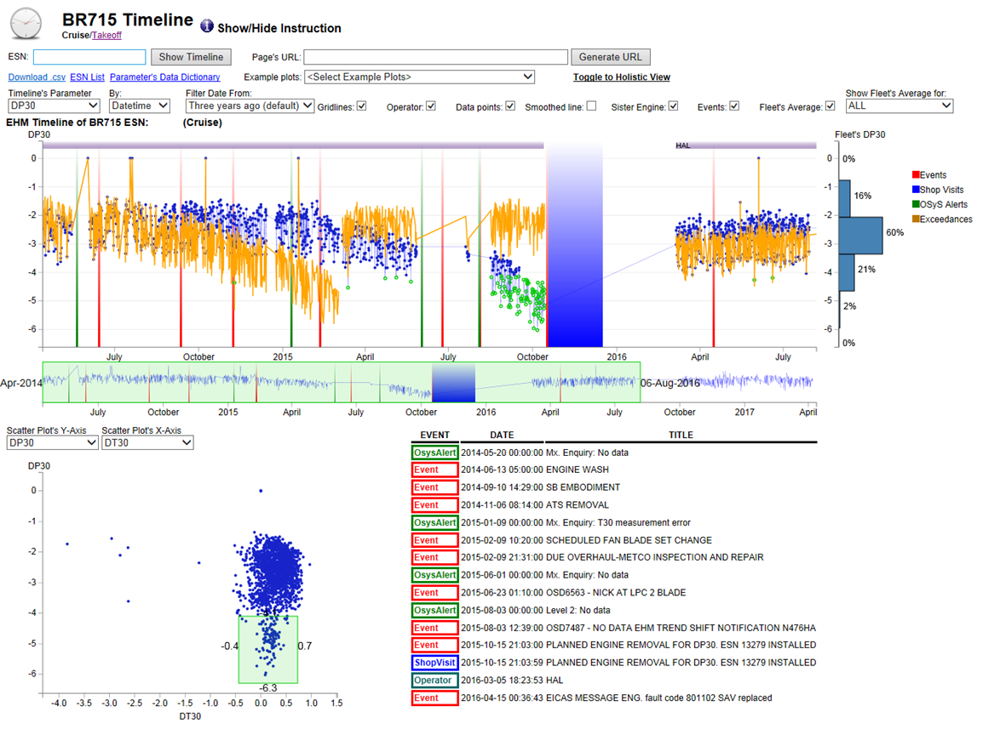 BR715 Timeline
Cruise/Takeoff
Show/Hide Instruction
ESN: Show Timeline Page's URL: Generate URL
Download .csv ESN List Parameter's Data Dictionary Example plots: <Select Example Plots> Toggle to Holistic View
Timeline's Parameter By: Filter Date From: Show Fleet's Average for:
DP30 Datetime Three years ago (default) Gridlines: Operator: Data points: Smoothed line: Sister Engine: Events: Fleet's Average: ALL
EHM Timeline of BR715 ESN: (Cruise)
DP30 Fleet's DP30
HAL
0 0 0%
-1 -1 16%
-2 -2
-3 -3 60%
-4 -4 21%
-5 -5 2%
-6 -6 0%
Events
Shop Visits
OSyS Alerts
Exceedances
July October 2015 April July October 2016 April July
Apr-2014 06-Aug-2016
July October 2015 April July October 2016 April July October 2017 April
Scatter Plot's Y-Axis Scatter Plot's X-Axis
DP30 DT30
DP30
0
-1
-2
-3
-4 -4.1
-5 -0.4 0.7
-6
-6.3
-4.0 -3.5 -3.0 -2.5 -2.0 -1.5 -1.0 -0.5 0.0 0.5 1.0 1.5
DT30
EVENT DATE TITLE
OsysAlert 2014-05-20 00:00:00 Mx. Enquiry: No data
Event 2014-06-13 05:00:00 ENGINE WASH
Event 2014-09-10 14:29:00 SB EMBODIMENT
Event 2014-11-06 08:14:00 ATS REMOVAL
OsysAlert 2015-01-09 00:00:00 Mx. Enquiry: T30 measurement error
Event 2015-02-09 10:20:00 SCHEDULED FAN BLADE SET CHANGE
Event 2015-02-09 21:31:00 DUE OVERHAUL-METCO INSPECTION AND REPAIR
OsysAlert 2015-06-01 00:00:00 Mx. Enquiry: No data
Event 2015-06-23 01:10:00 OSD6563 - NICK AT LPC 2 BLADE
OsysAlert 2015-08-03 00:00:00 Level 2: No data
Event 2015-08-03 12:39:00 OSD7487 - NO DATA EHM TREND SHIFT NOTIFICATION N476HA
Event 2015-10-15 21:03:00 PLANNED ENGINE REMOVAL FOR DP30. ESN 13279 INSTALLED
ShopVisit 2015-10-15 21:03:59 PLANNED ENGINE REMOVAL FOR DP30. ESN 13279 INSTALLED
Operator 2016-03-05 18:23:53 HAL
Event 2016-04-15 00:36:43 EICAS MESSAGE ENG. fault code 801102 SAV replaced